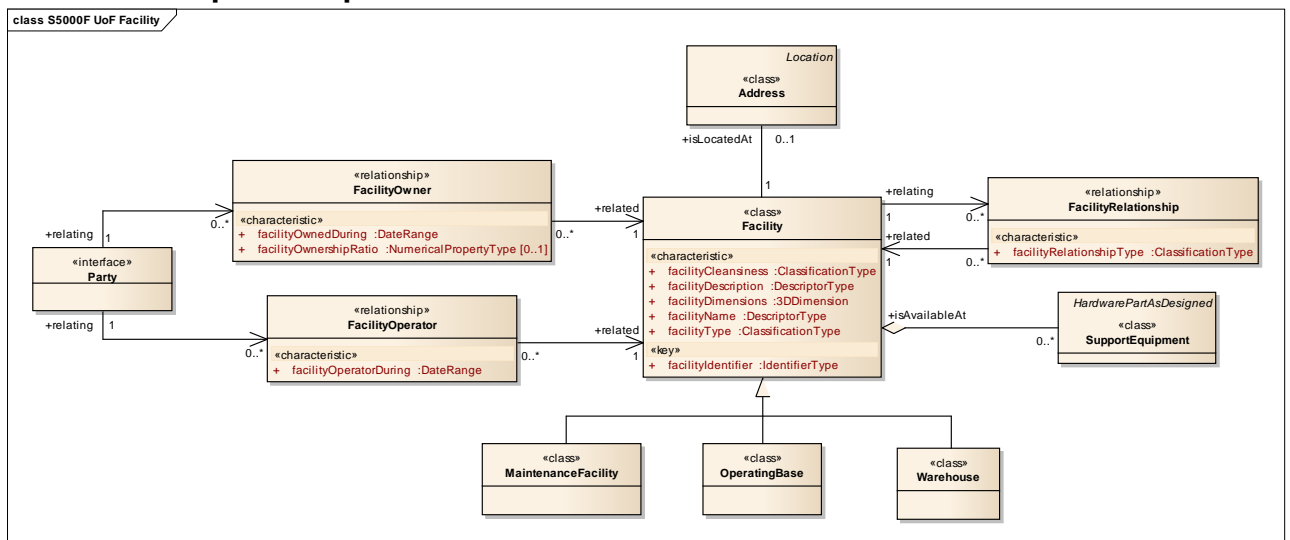 class S5000F UoF Facility
Location
«class»
Address
+isLocatedAt
0..1
1
«relationship»
FacilityOwner
«characteristic»
+ facilityOwnedDuring :DateRange
+ facilityOwnershipRatio :NumericalPropertyType [0..1]
0..*
+relating
1
0..*
+related
1
«interface»
Party
+relating
1
«relationship»
FacilityOperator
«characteristic»
+ facilityOperatorDuring :DateRange
0..*
0..*
+related
1
«class»
Facility
«characteristic»
+ facilityCleansiness :ClassificationType
+ facilityDescription :DescriptorType
+ facilityDimensions :3DDimension
+ facilityName :DescriptorType
+ facilityType :ClassificationType
«key»
+ facilityIdentifier :IdentifierType
+relating
1
0..*
+related
1
0..*
«relationship»
FacilityRelationship
«characteristic»
+ facilityRelationshipType :ClassificationType
+isAvailableAt
0..*
HardwarePartAsDesigned
«class»
SupportEquipment
«class»
MaintenanceFacility
«class»
OperatingBase
«class»
Warehouse